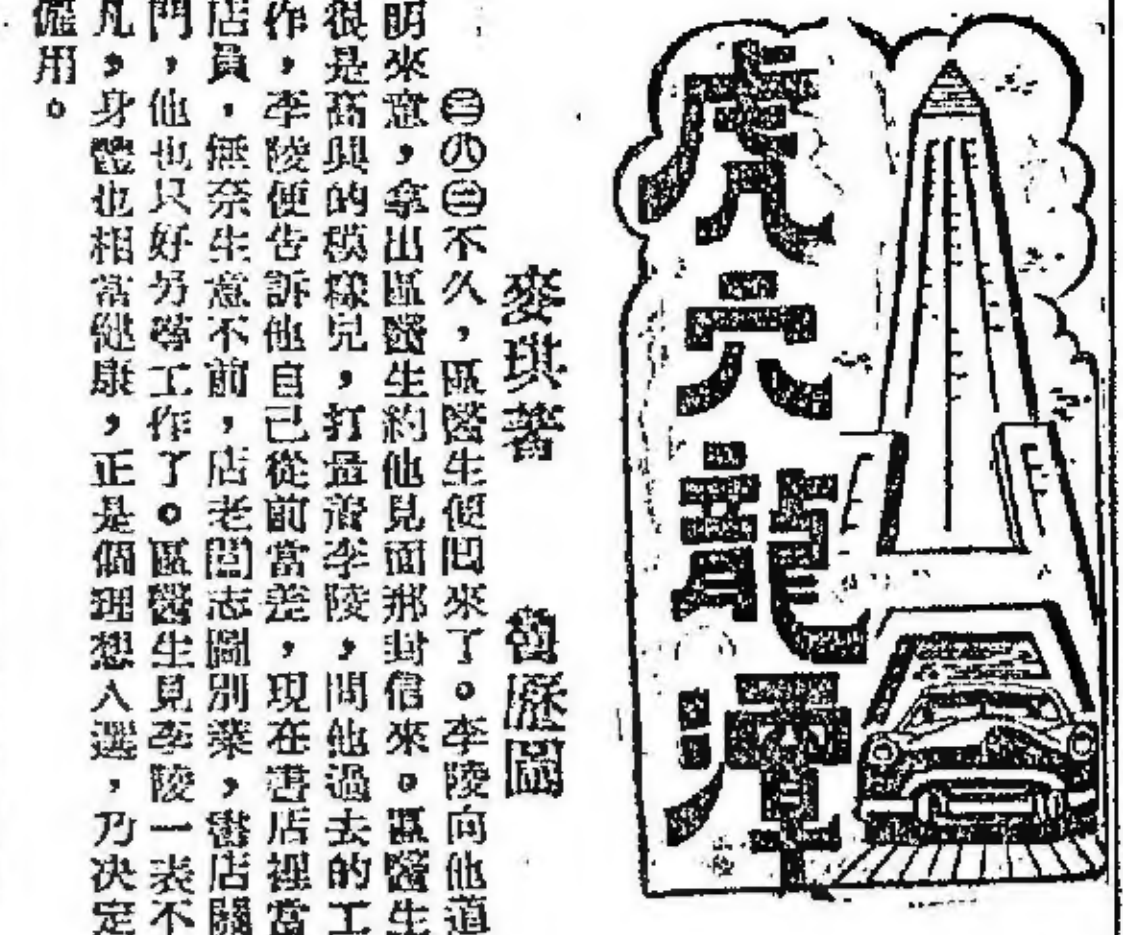 虎穴龍潭
麥琪著 歷圖
不久，區醫生便回來了。李陵向他道
明來意，拿出區醫生約他見面那封信來。區醫生
很是高興的模樣兒，打量着李陵，問他過去的工
作，李陵便告訴他自己從前當差，現在書店裡當
店員，無奈生意不前，店老闆志圖別業，書店關
門，他也只好另尋工作了。區醫生見李陵一表不
凡，身體也相當健康，正是個理想人選，乃決定
僱用。